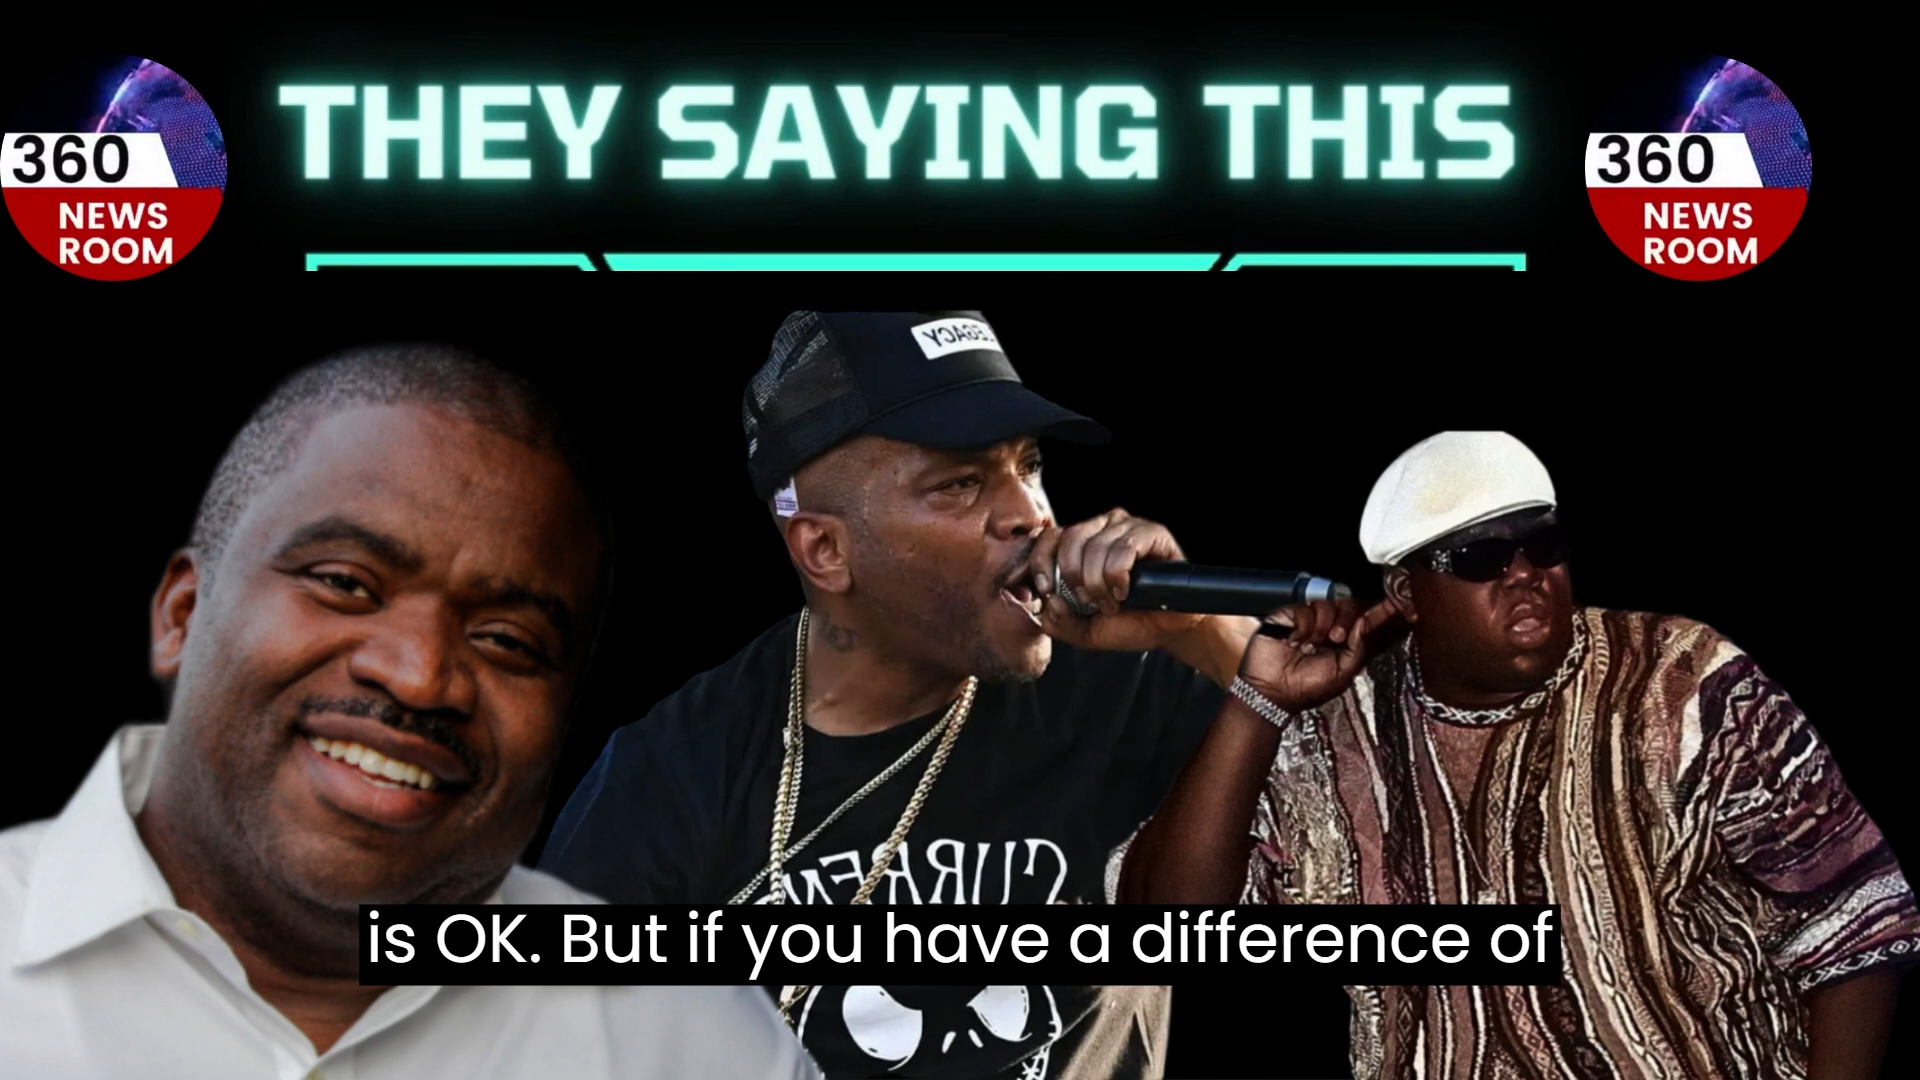 THEY SAYING THIS
360
NEWS
ROOM
360
NEWS
ROOM
LEGACY
is OK. But if you have a difference of